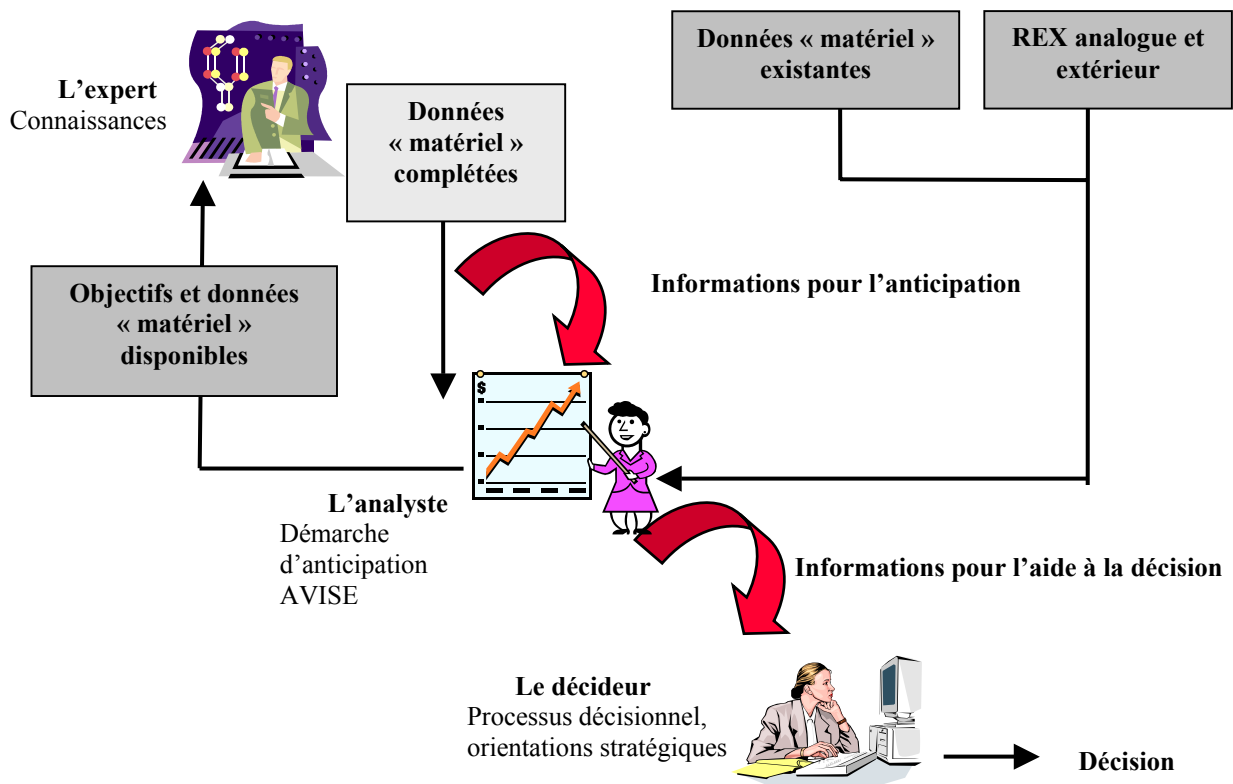 Données « matériel »
existantes
REX analogue et
extérieur
L’expert
Connaissances
Données
« matériel »
complétées
Objectifs et données
« matériel »
disponibles
Informations pour l’anticipation
$
L’analyste
Démarche
d’anticipation
AVISE
Informations pour l’aide à la décision
Le décideur
Processus décisionnel,
orientations stratégiques
Décision